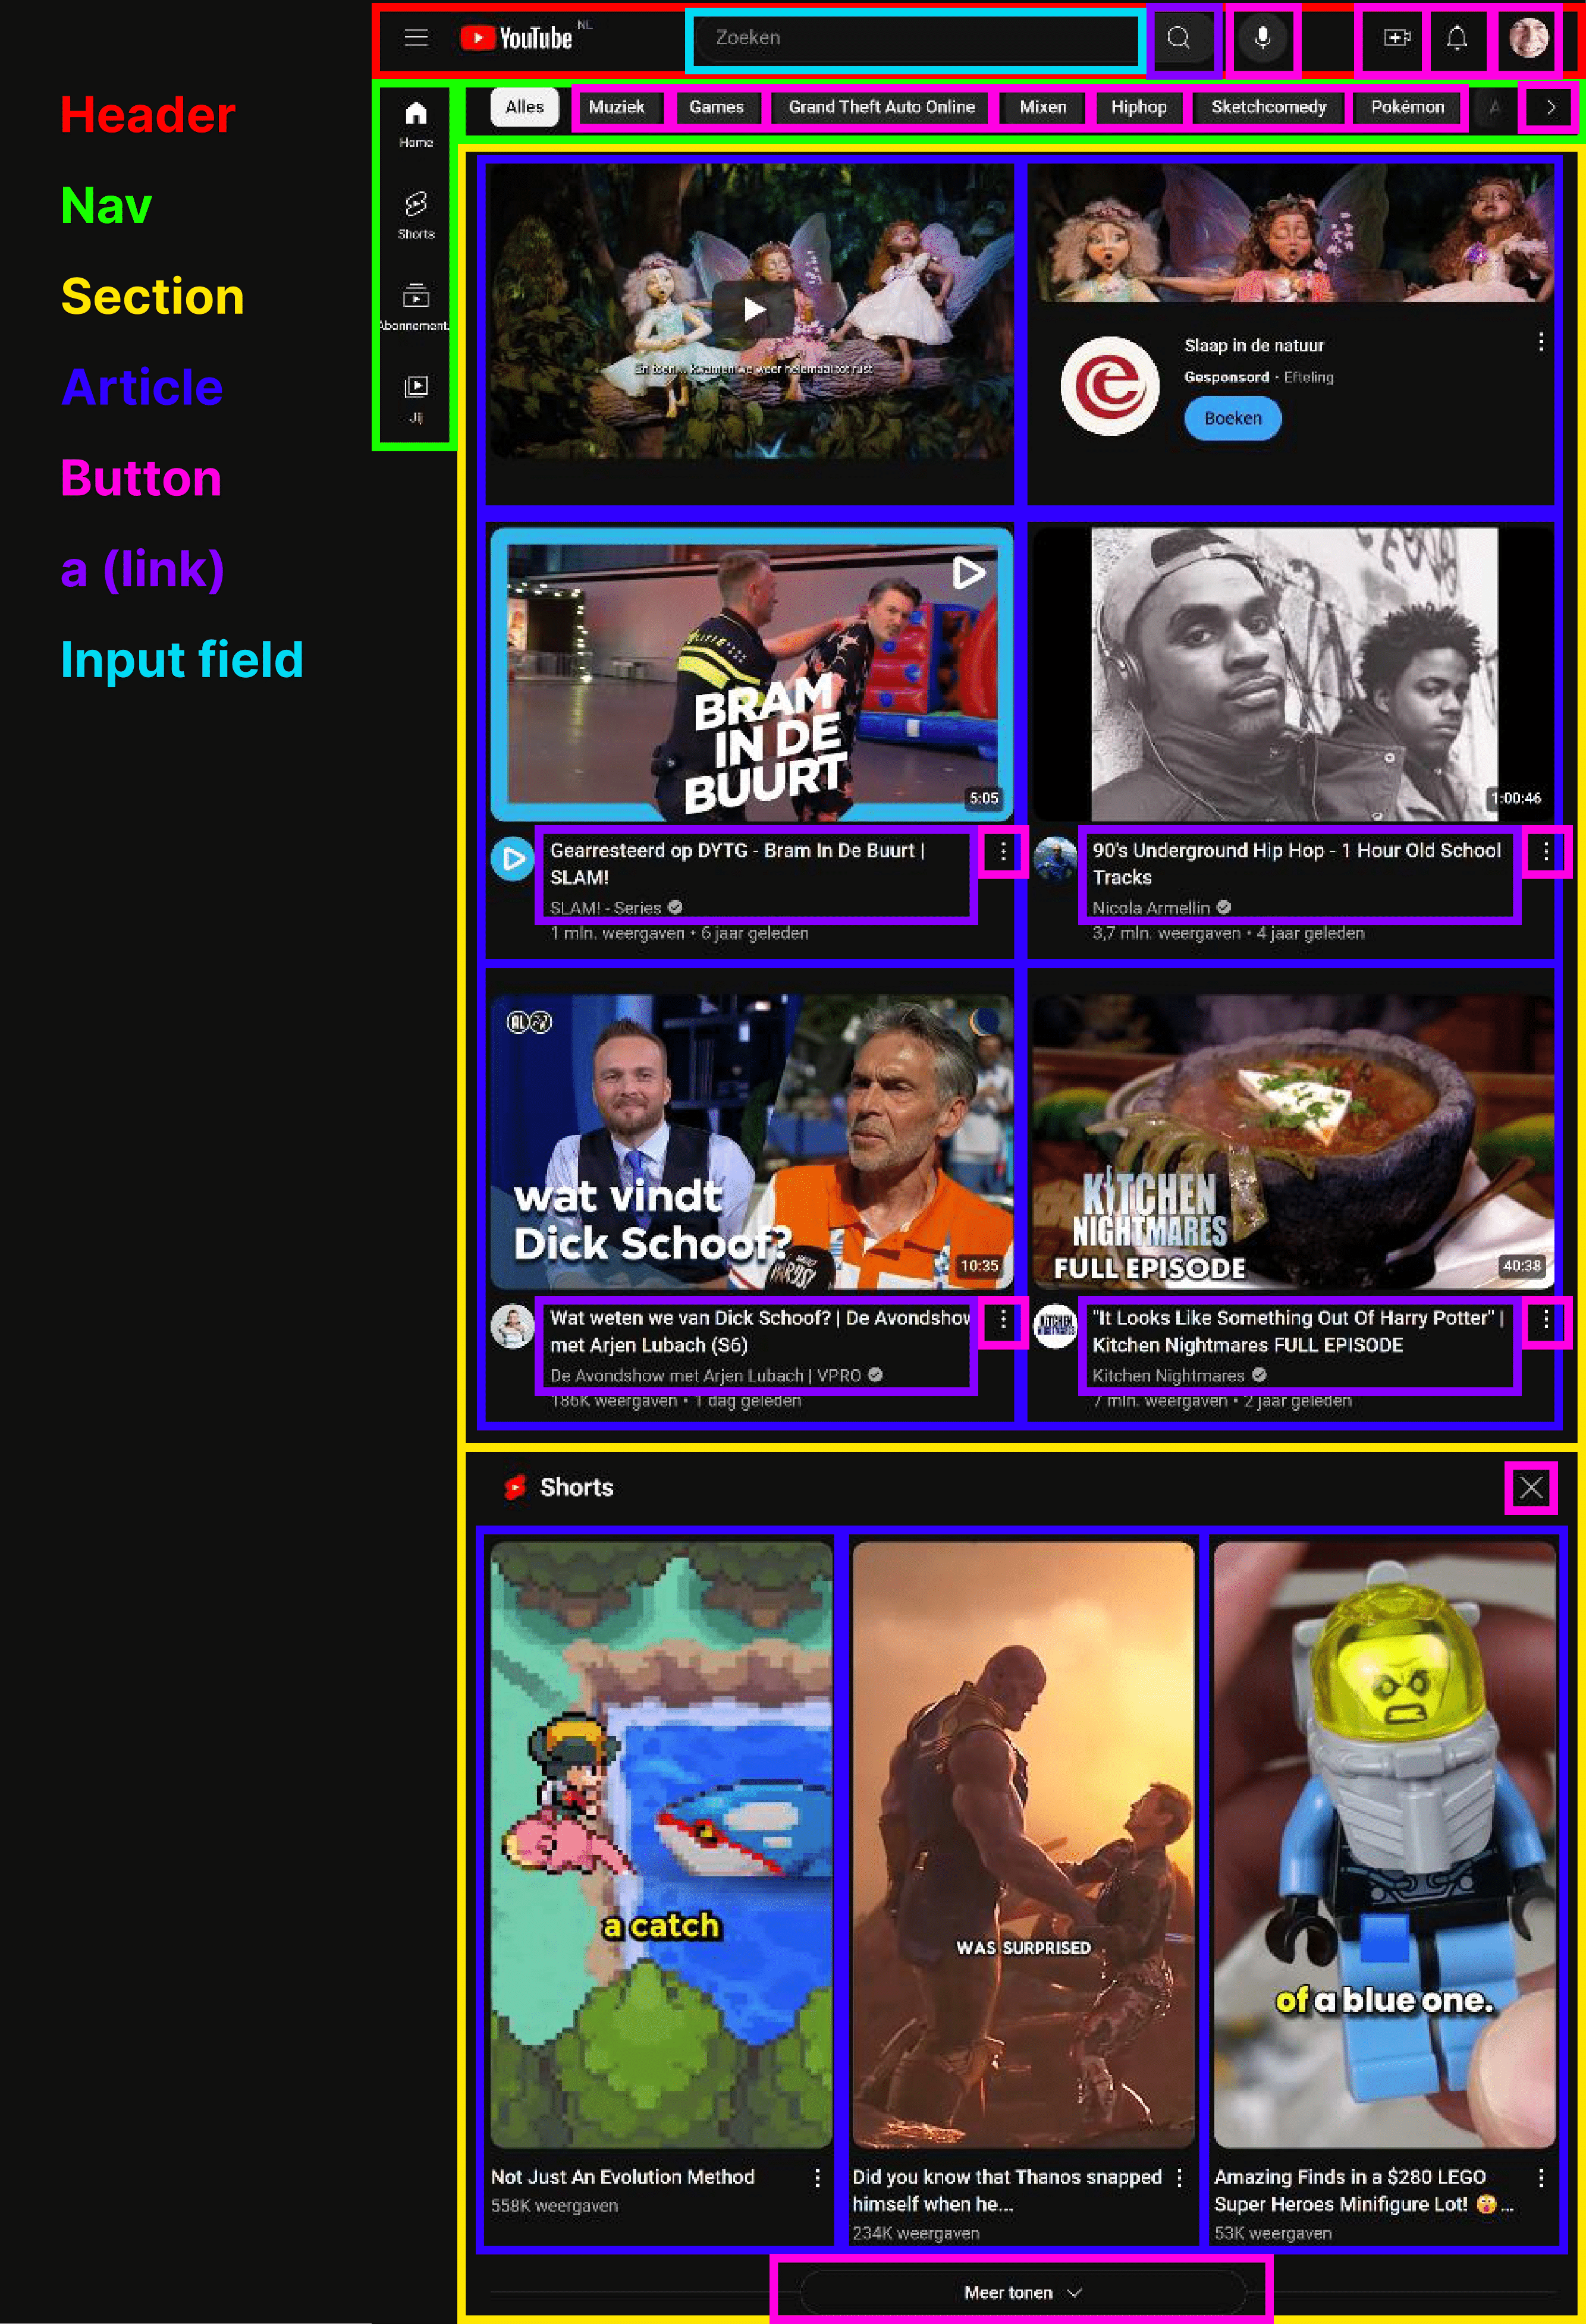 YouTube NL
Zoeken
Header
Nav
Section
Article
Button
a (link)
Input field
Home
Shorts
Abonnement.
Jij
Alles
Muziek
Games
Grand Theft Auto Online
Mixen
Hiphop
Sketchcomedy
Pokémon
A
En toen... kwamen we weer helemaal tot rust
Slaap in de natuur
Gesponsord · Efteling
Boeken
BRAM
IN DE
BUURT
5:05
1:00:46
Gearresteerd op DYTG - Bram In De Buurt |
SLAM!
SLAM! - Series
1 mln. weergaven • 6 jaar geleden
90's Underground Hip Hop - 1 Hour Old School
Tracks
Nicola Armellin
3,7 mln. weergaven • 4 jaar geleden
wat vindt
Dick Schoof?
10:35
KITCHEN
NIGHTMARES
FULL EPISODE
40:38
Wat weten we van Dick Schoof? | De Avondshow
met Arjen Lubach (S6)
De Avondshow met Arjen Lubach | VPRO
186K weergaven • 1 dag geleden
"It Looks Like Something Out Of Harry Potter" |
Kitchen Nightmares FULL EPISODE
Kitchen Nightmares
7 mln. weergaven • 2 jaar geleden
Shorts
a catch
WAS SURPRISED
of a blue one.
Not Just An Evolution Method
558K weergaven
Did you know that Thanos snapped
himself when he...
234K weergaven
Amazing Finds in a $280 LEGO
Super Heroes Minifigure Lot! 😲...
53K weergaven
Meer tonen